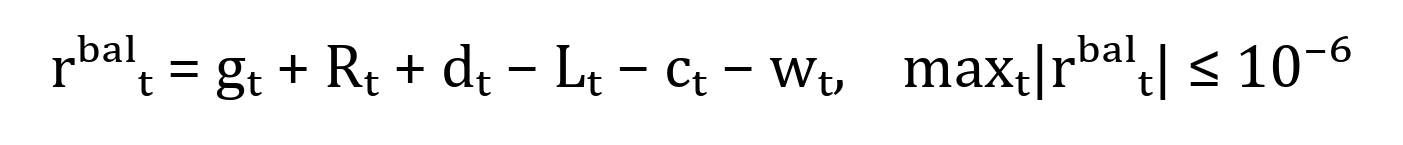 r^bal_t = g_t + R_t + d_t − L_t − c_t − w_t, max_t|r^bal_t| ≤ 10^−6